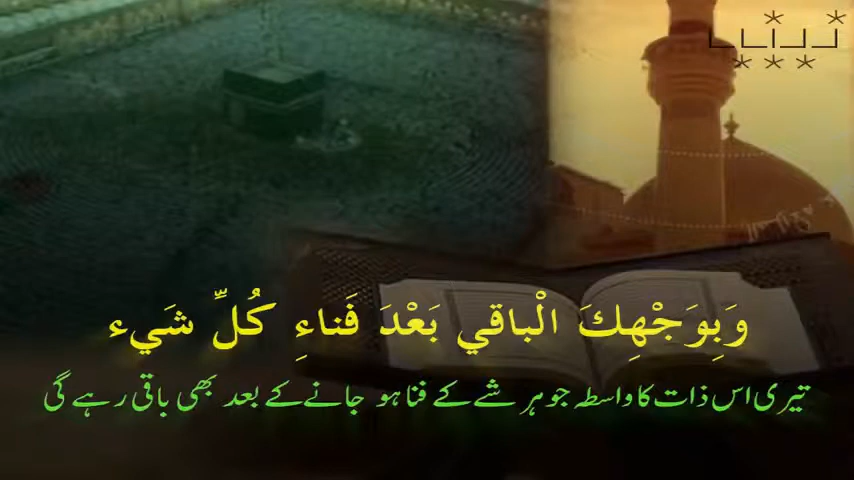 وَبِوَجْهِكَ الْباقي بَعْدَ فَناءِ كُلِّ شَيء
تیری اس ذات کا واسطہ جو ہر شے کے فنا ہو جانے کے بعد بھی باقی رہے گی